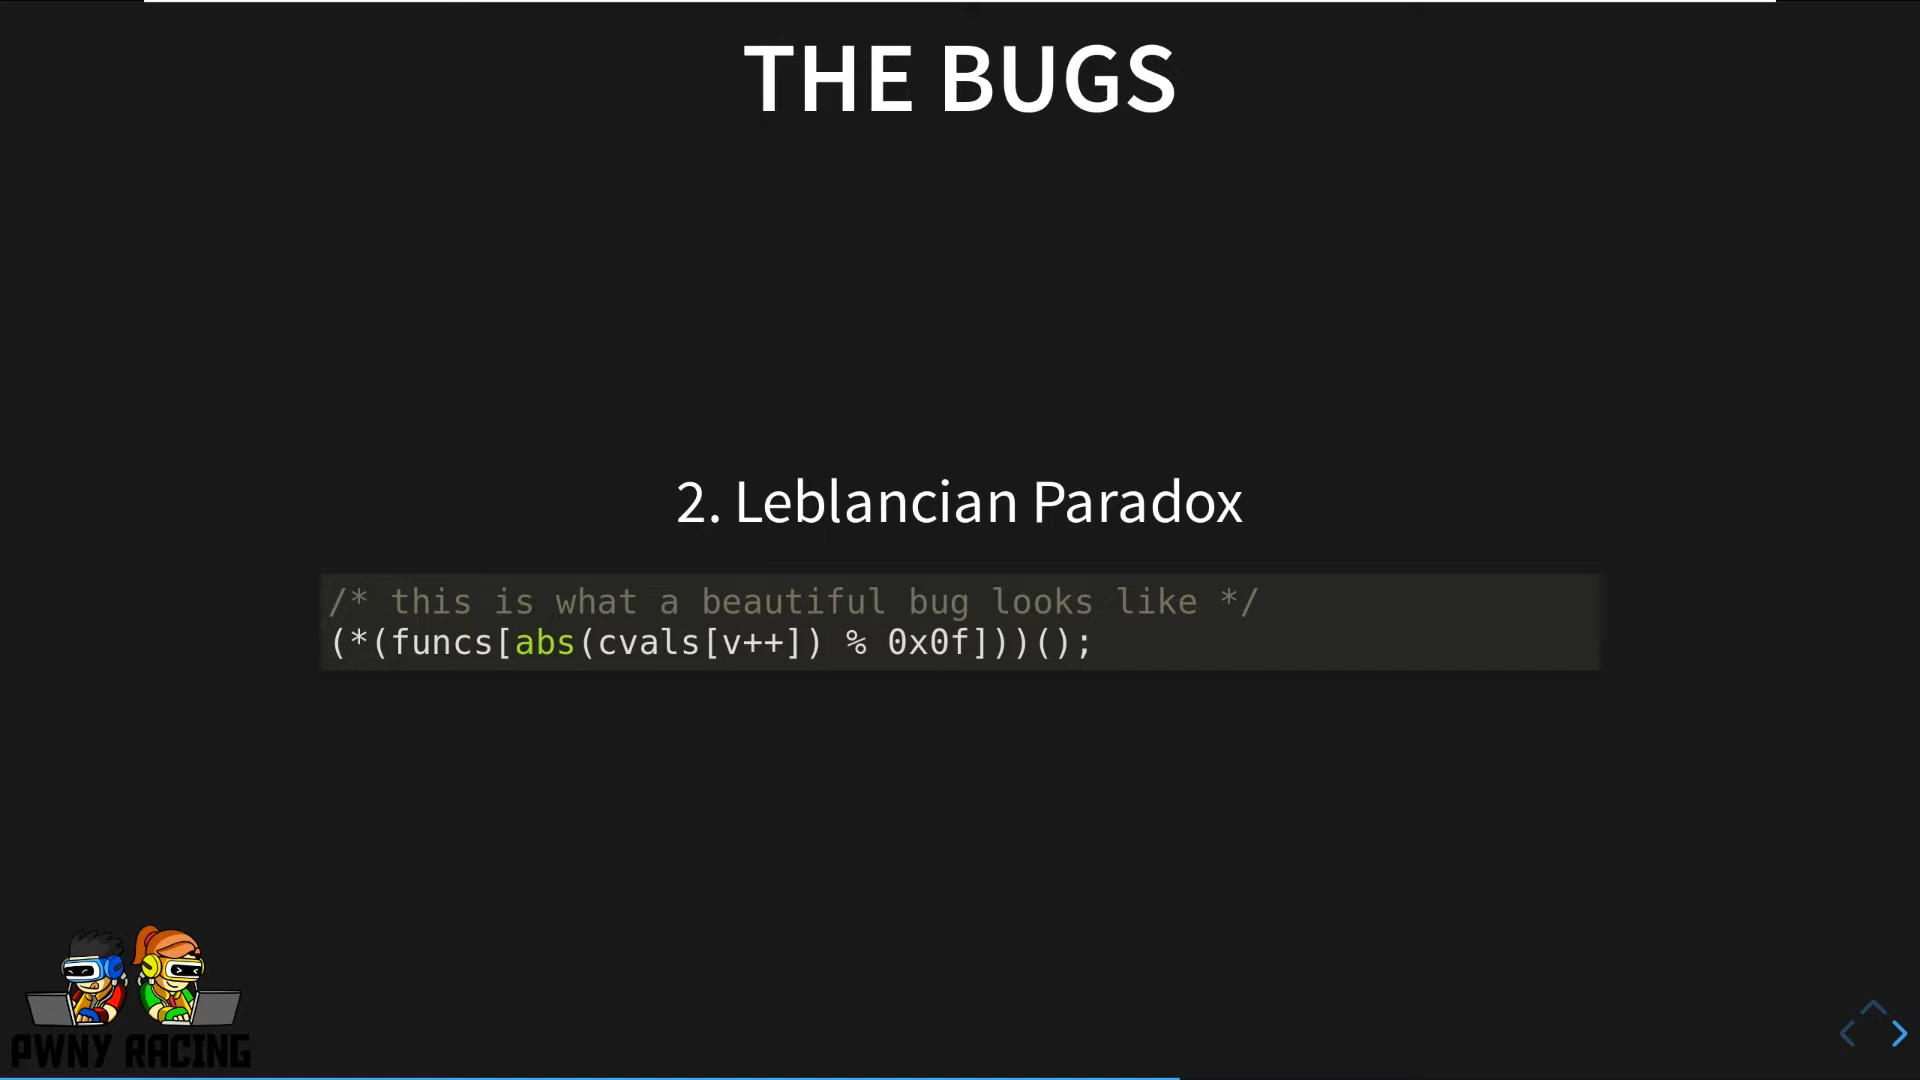 THE BUGS
2. Leblancian Paradox
/* this is what a beautiful bug looks like */
(*(funcs[abs(cvals[v++]) % 0x0f]))();
PWNY RACING